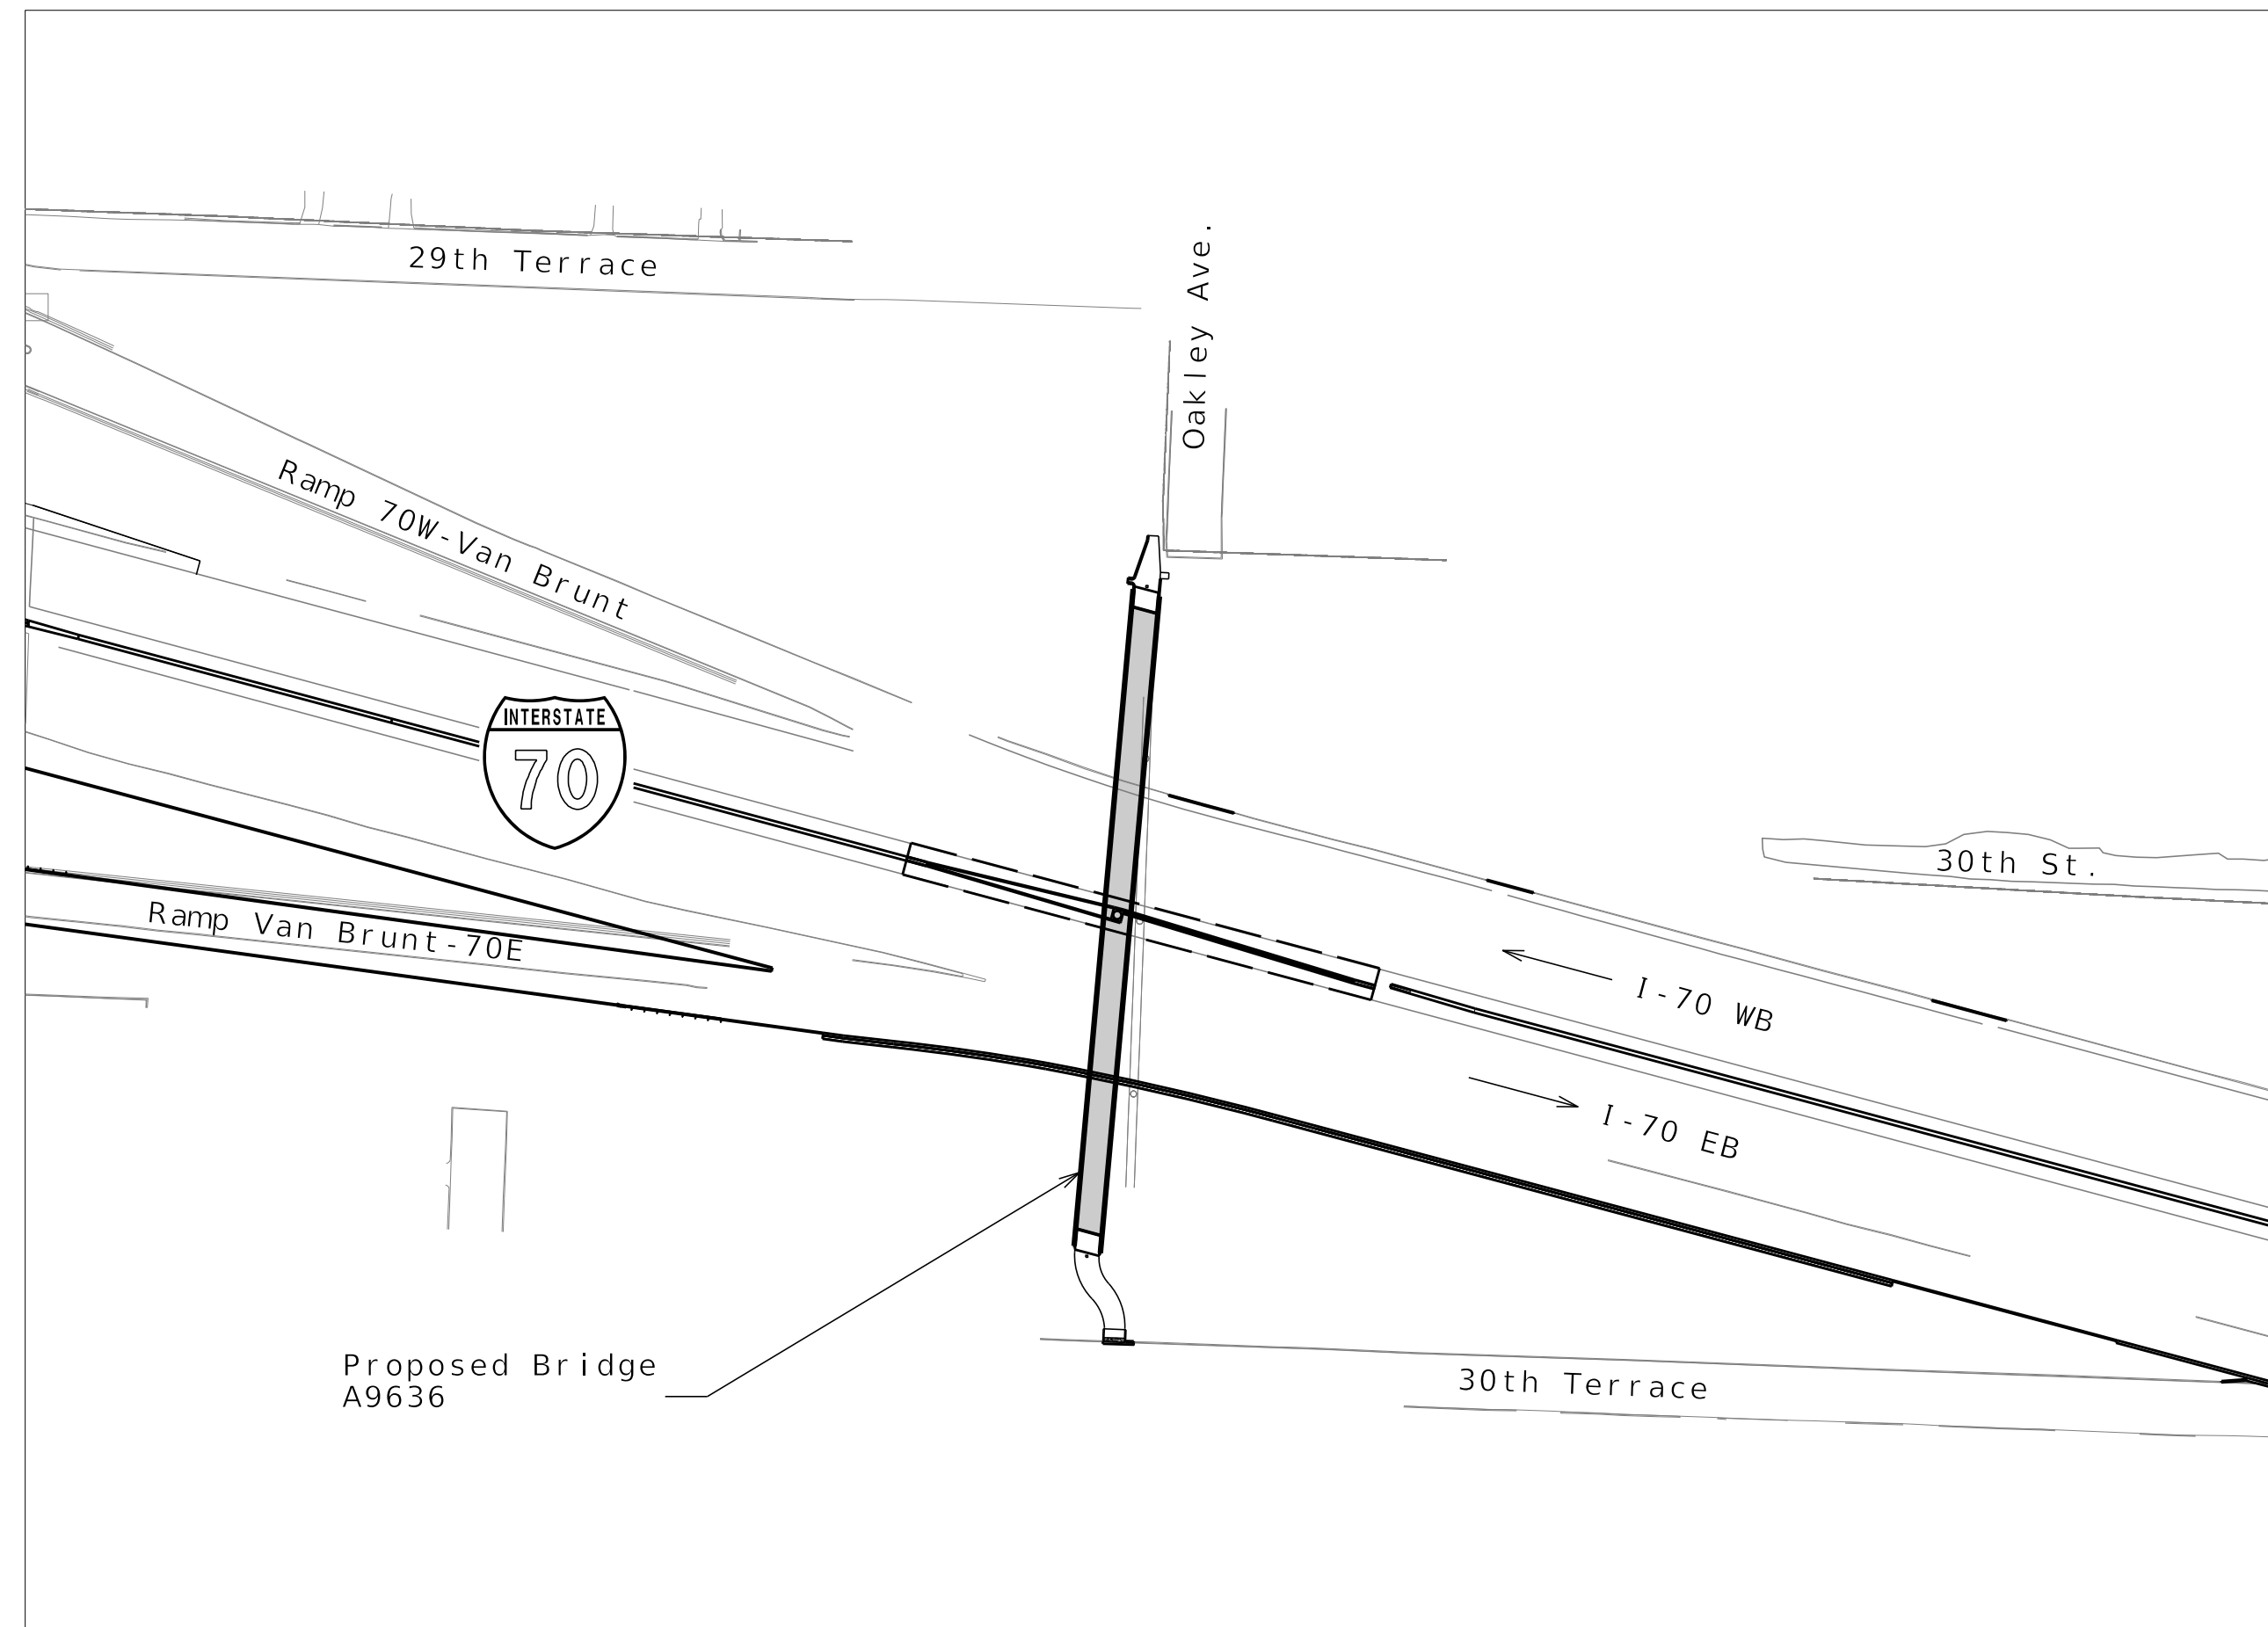 29th Terrace
Oakley Ave.
Ramp 70W-Van Brunt
INTERSTATE
70
30th St.
Ramp Van Brunt-70E
I-70 WB
I-70 EB
Proposed Bridge
A9636
30th Terrace